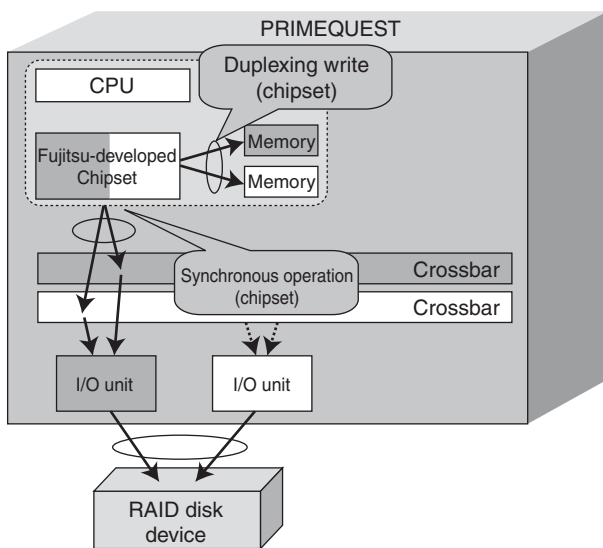 PRIMEQUEST
CPU
Duplexing write
(chipset)
Fujitsu-developed
Chipset
Memory
Memory
Synchronous operation
(chipset)
Crossbar
Crossbar
I/O unit
I/O unit
RAID disk
device